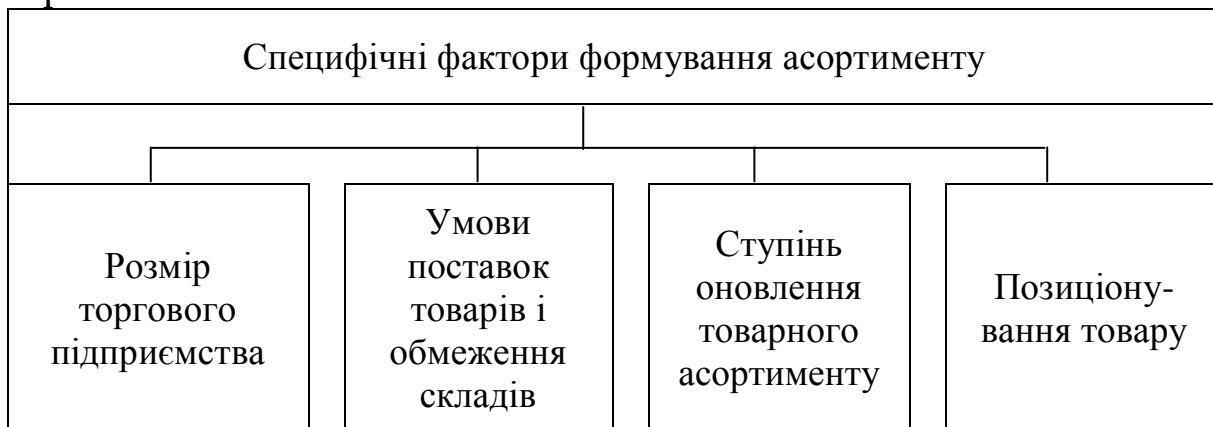 Специфічні фактори формування асортименту
Розмір
торгового
підприємства
Умови
поставок
товарів і
обмеження
складів
Ступінь
оновлення
товарного
асортименту
Позиціону-
вання товару